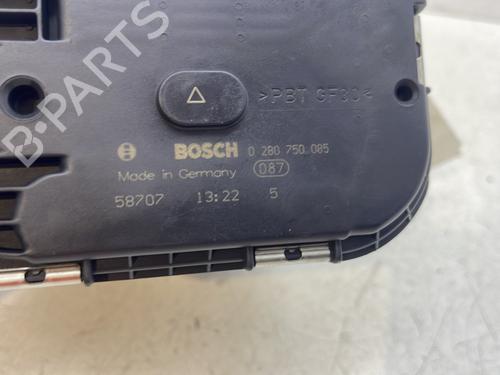 >PBT GF30<
BOSCH 0 280 750 085
Made in Germany 087
58707 13:22 5
B-PARTS